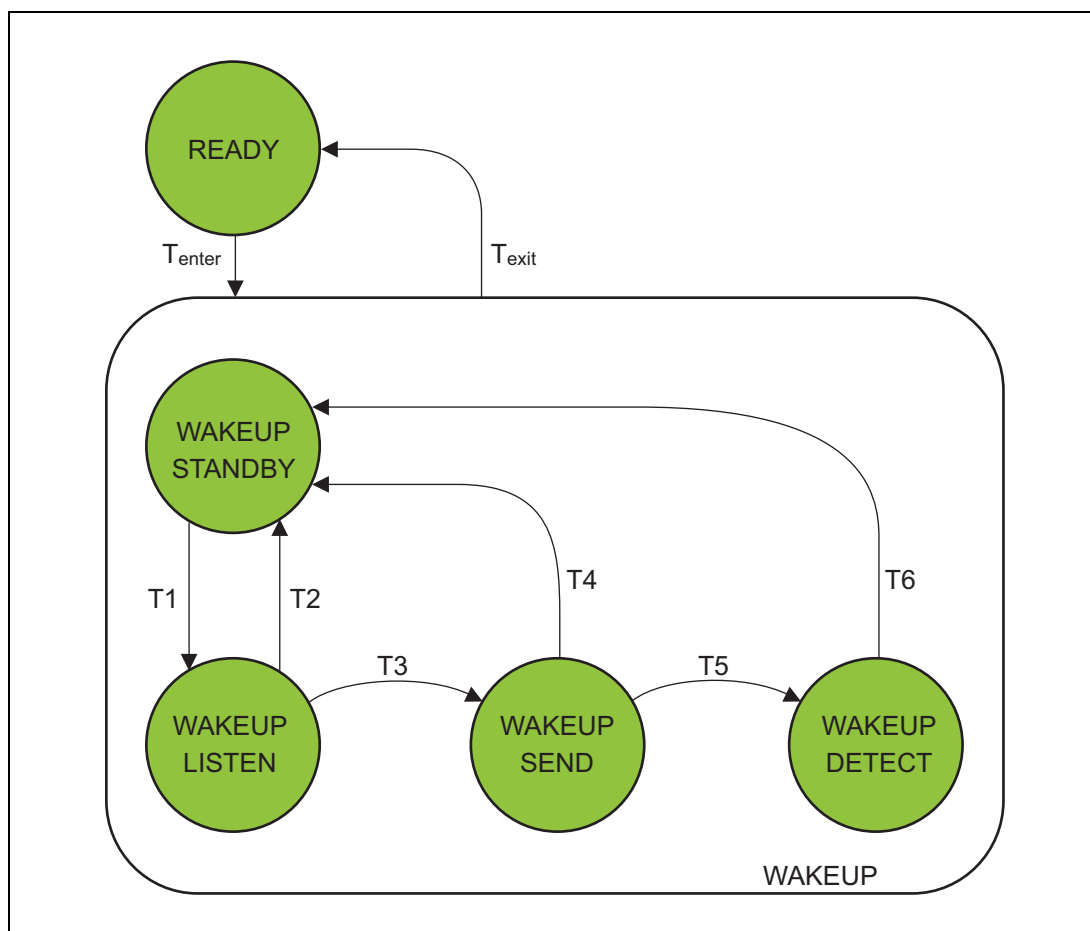 READY
Tenter
Texit
WAKEUP
STANDBY
T1
T2
T4
T6
T3
T5
WAKEUP
LISTEN
WAKEUP
SEND
WAKEUP
DETECT
WAKEUP